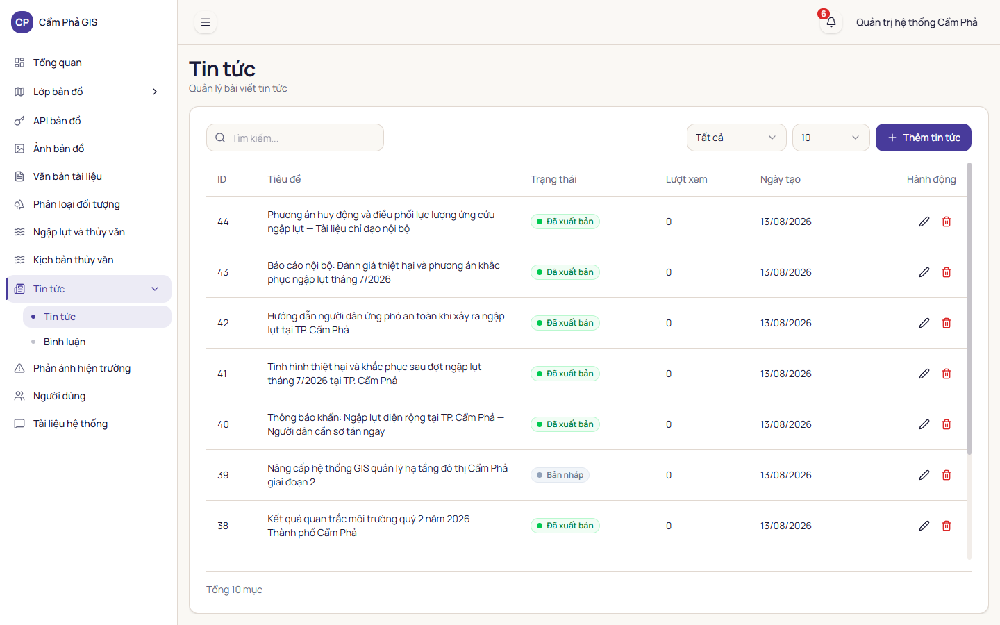 CP Cẩm Phả GIS
Tổng quan
Lớp bản đồ
API bản đồ
Ảnh bản đồ
Văn bản tài liệu
Phân loại đối tượng
Ngập lụt và thủy văn
Kịch bản thủy văn
Tin tức
Tin tức
Bình luận
Phản ánh hiện trường
Người dùng
Tài liệu hệ thống
6
Quản trị hệ thống Cẩm Phả
Tin tức
Quản lý bài viết tin tức
Tìm kiếm...
Tất cả
10
Thêm tin tức
ID Tiêu đề Trạng thái Lượt xem Ngày tạo Hành động
44 Phương án huy động và điều phối lực lượng ứng cứu
ngập lụt — Tài liệu chỉ đạo nội bộ
Đã xuất bản 0 13/08/2026
43 Báo cáo nội bộ: Đánh giá thiệt hại và phương án khắc
phục ngập lụt tháng 7/2026
Đã xuất bản 0 13/08/2026
42 Hướng dẫn người dân ứng phó an toàn khi xảy ra ngập
lụt tại TP. Cẩm Phả
Đã xuất bản 0 13/08/2026
41 Tình hình thiệt hại và khắc phục sau đợt ngập lụt
tháng 7/2026 tại TP. Cẩm Phả
Đã xuất bản 0 13/08/2026
40 Thông báo khẩn: Ngập lụt diện rộng tại TP. Cẩm Phả —
Người dân cần sơ tán ngay
Đã xuất bản 0 13/08/2026
39 Nâng cấp hệ thống GIS quản lý hạ tầng đô thị Cẩm Phả
giai đoạn 2
Bản nháp 0 13/08/2026
38 Kết quả quan trắc môi trường quý 2 năm 2026 —
Thành phố Cẩm Phả
Đã xuất bản 0 13/08/2026
Tổng 10 mục